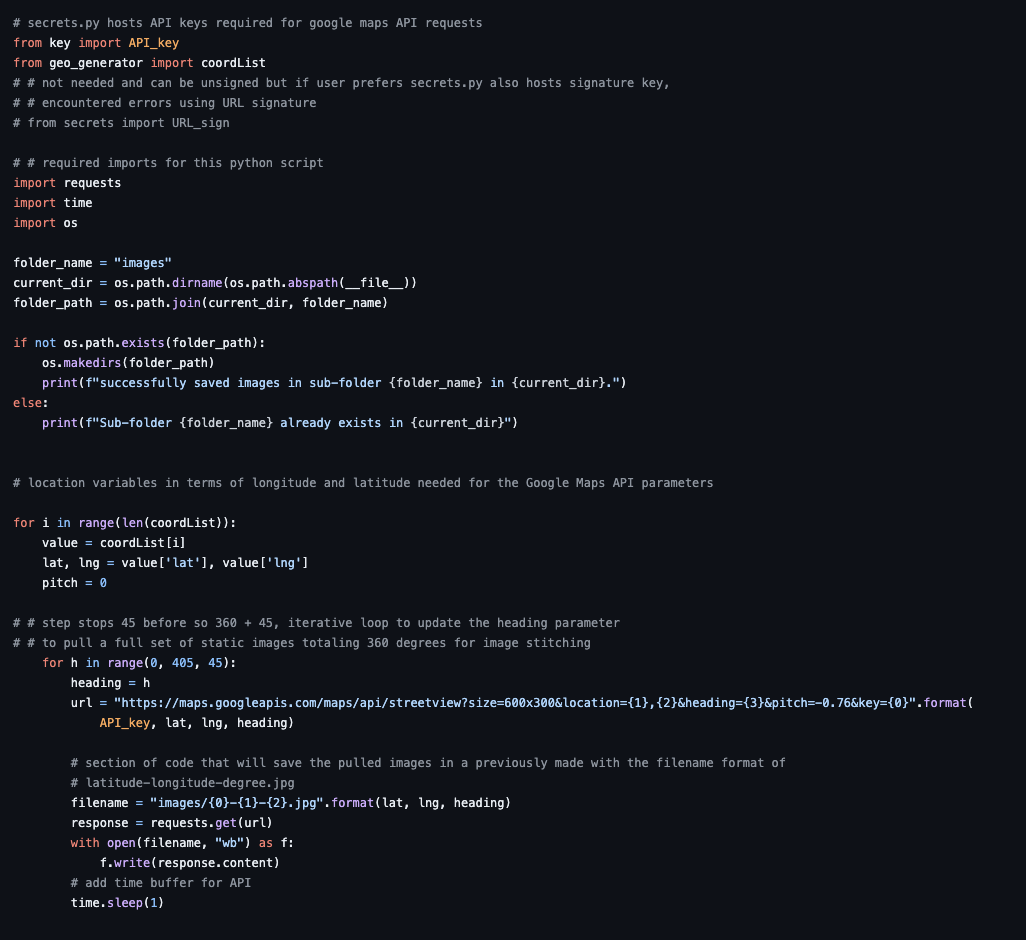 # secrets.py hosts API keys required for google maps API requests
from key import API_key
from geo_generator import coordList
# # not needed and can be unsigned but if user prefers secrets.py also hosts signature key,
# # encountered errors using URL signature
# from secrets import URL_sign
# # required imports for this python script
import requests
import time
import os
folder_name = "images"
current_dir = os.path.dirname(os.path.abspath(__file__))
folder_path = os.path.join(current_dir, folder_name)
if not os.path.exists(folder_path):
    os.makedirs(folder_path)
    print(f"successfully saved images in sub-folder {folder_name} in {current_dir}.")
else:
    print(f"Sub-folder {folder_name} already exists in {current_dir}")
# location variables in terms of longitude and latitude needed for the Google Maps API parameters
for i in range(len(coordList)):
    value = coordList[i]
    lat, lng = value['lat'], value['lng']
    pitch = 0
# # step stops 45 before so 360 + 45, iterative loop to update the heading parameter
# # to pull a full set of static images totaling 360 degrees for image stitching
    for h in range(0, 405, 45):
        heading = h
        url = "https://maps.googleapis.com/maps/api/streetview?size=600x300&location={1},{2}&heading={3}&pitch=-0.76&key={0}".format(
            API_key, lat, lng, heading)
        # section of code that will save the pulled images in a previously made with the filename format of
        # latitude-longitude-degree.jpg
        filename = "images/{0}-{1}-{2}.jpg".format(lat, lng, heading)
        response = requests.get(url)
        with open(filename, "wb") as f:
            f.write(response.content)
        # add time buffer for API
        time.sleep(1)